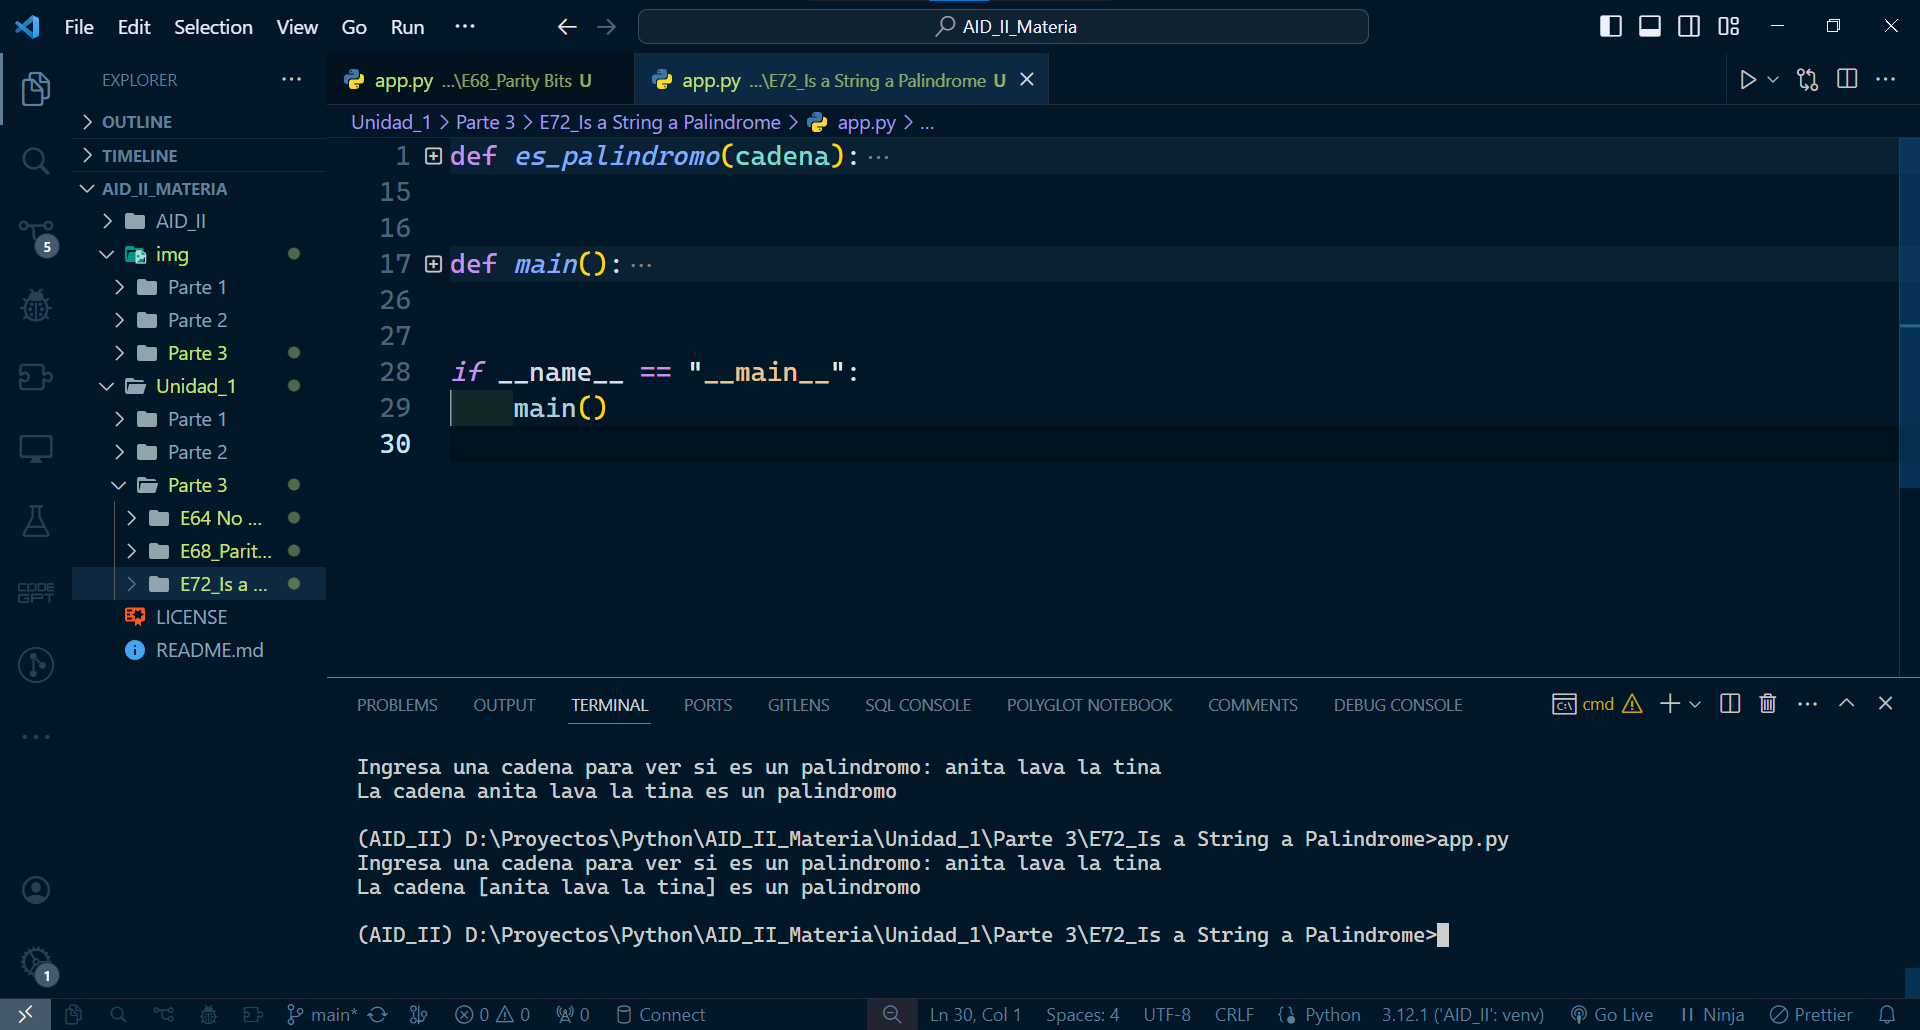 File Edit Selection View Go Run ··· AID_II_Materia
EXPLORER ···
OUTLINE
TIMELINE
AID_II_MATERIA
AID_II
img
Parte 1
Parte 2
Parte 3
Unidad_1
Parte 1
Parte 2
Parte 3
E64 No ...
E68_Parit...
E72_Is a ...
LICENSE
README.md
5
CODE GPT
1
app.py ...\E68_Parity Bits U
app.py ...\E72_Is a String a Palindrome U
Unidad_1 > Parte 3 > E72_Is a String a Palindrome > app.py > ...
1 def es_palindromo(cadena): ···
15
16
17 def main(): ···
26
27
28 if __name__ == "__main__":
29 main()
30
PROBLEMS OUTPUT TERMINAL PORTS GITLENS SQL CONSOLE POLYGLOT NOTEBOOK COMMENTS DEBUG CONSOLE cmd
Ingresa una cadena para ver si es un palindromo: anita lava la tina
La cadena anita lava la tina es un palindromo
(AID_II) D:\Proyectos\Python\AID_II_Materia\Unidad_1\Parte 3\E72_Is a String a Palindrome>app.py
Ingresa una cadena para ver si es un palindromo: anita lava la tina
La cadena [anita lava la tina] es un palindromo
(AID_II) D:\Proyectos\Python\AID_II_Materia\Unidad_1\Parte 3\E72_Is a String a Palindrome>
main* 0 0 0 Connect Ln 30, Col 1 Spaces: 4 UTF-8 CRLF Python 3.12.1 ('AID_II': venv) Go Live Ninja Prettier